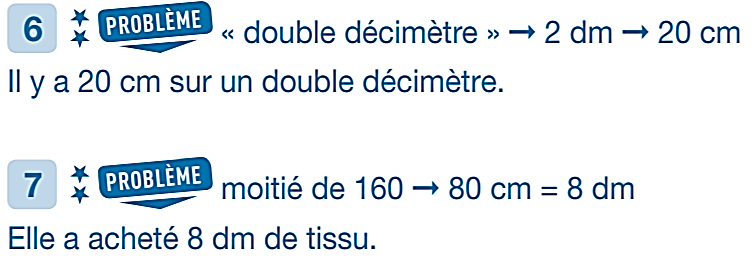 6 PROBLÈME « double décimètre » → 2 dm → 20 cm
Il y a 20 cm sur un double décimètre.
7 PROBLÈME moitié de 160 → 80 cm = 8 dm
Elle a acheté 8 dm de tissu.